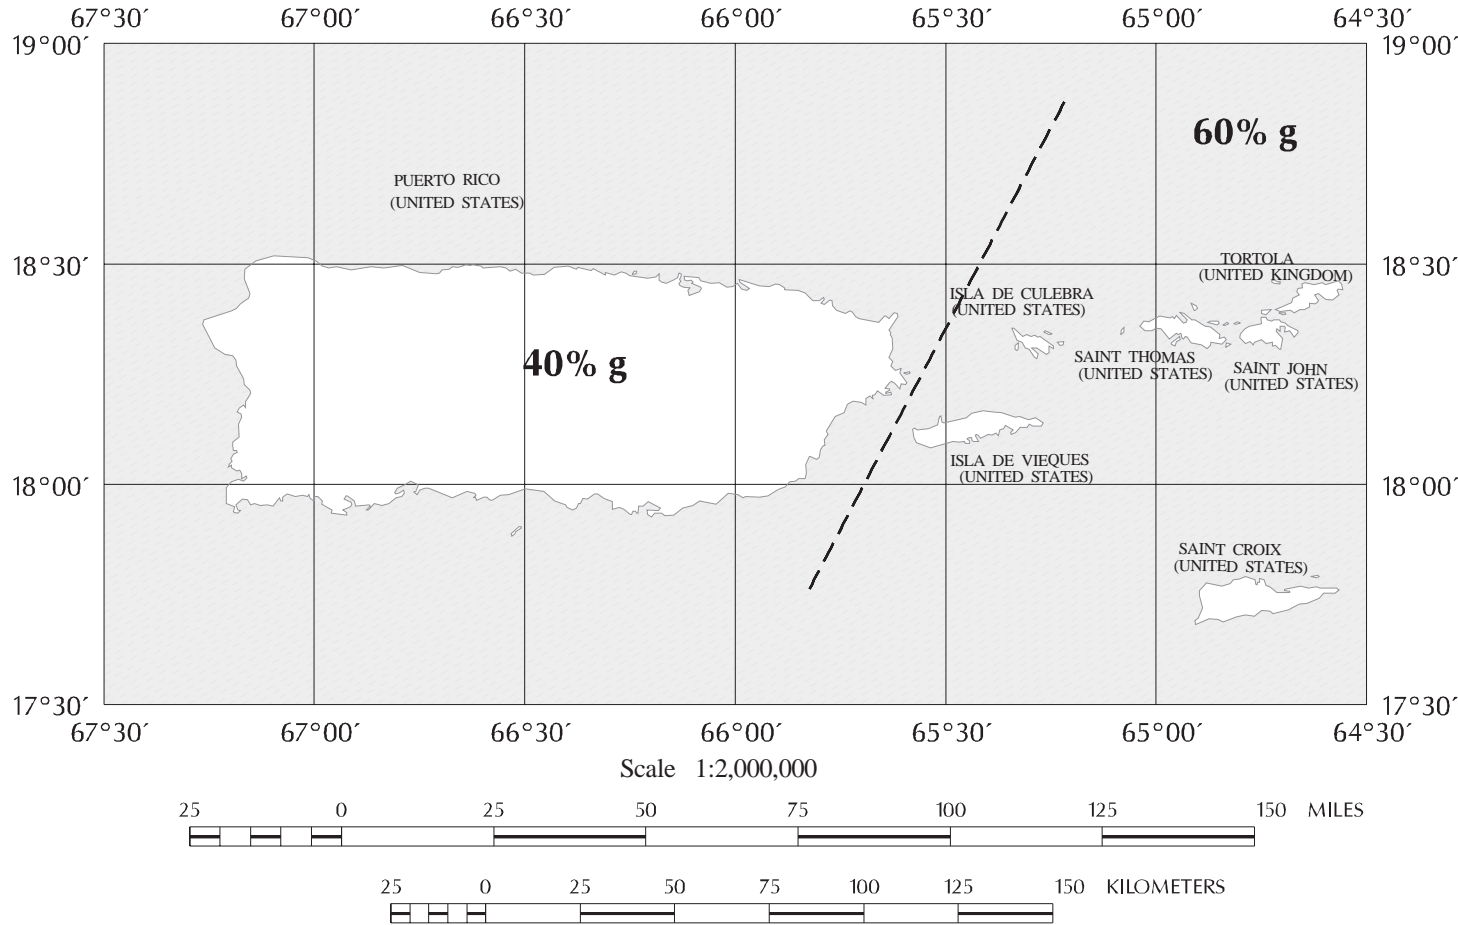 67°30′ 67°00′ 66°30′ 66°00′ 65°30′ 65°00′ 64°30′
19°00′ 19°00′
60% g
PUERTO RICO
(UNITED STATES)
18°30′ 18°30′
TORTOLA
(UNITED KINGDOM)
ISLA DE CULEBRA
(UNITED STATES)
40% g
SAINT THOMAS
(UNITED STATES)
SAINT JOHN
(UNITED STATES)
ISLA DE VIEQUES
(UNITED STATES)
18°00′ 18°00′
SAINT CROIX
(UNITED STATES)
17°30′ 17°30′
67°30′ 67°00′ 66°30′ 66°00′ 65°30′ 65°00′ 64°30′
Scale 1:2,000,000
25 0 25 50 75 100 125 150 MILES
25 0 25 50 75 100 125 150 KILOMETERS